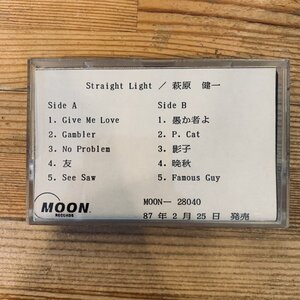 Straight Light / 萩原 健一
Side A
1. Give Me Love
2. Gambler
3. No Problem
4. 友
5. See Saw
Side B
1. 愚か者よ
2. P. Cat
3. 影子
4. 晩秋
5. Famous Guy
MOON— 28040
87 年 2 月 25 日 発売
MOON
RECORDS